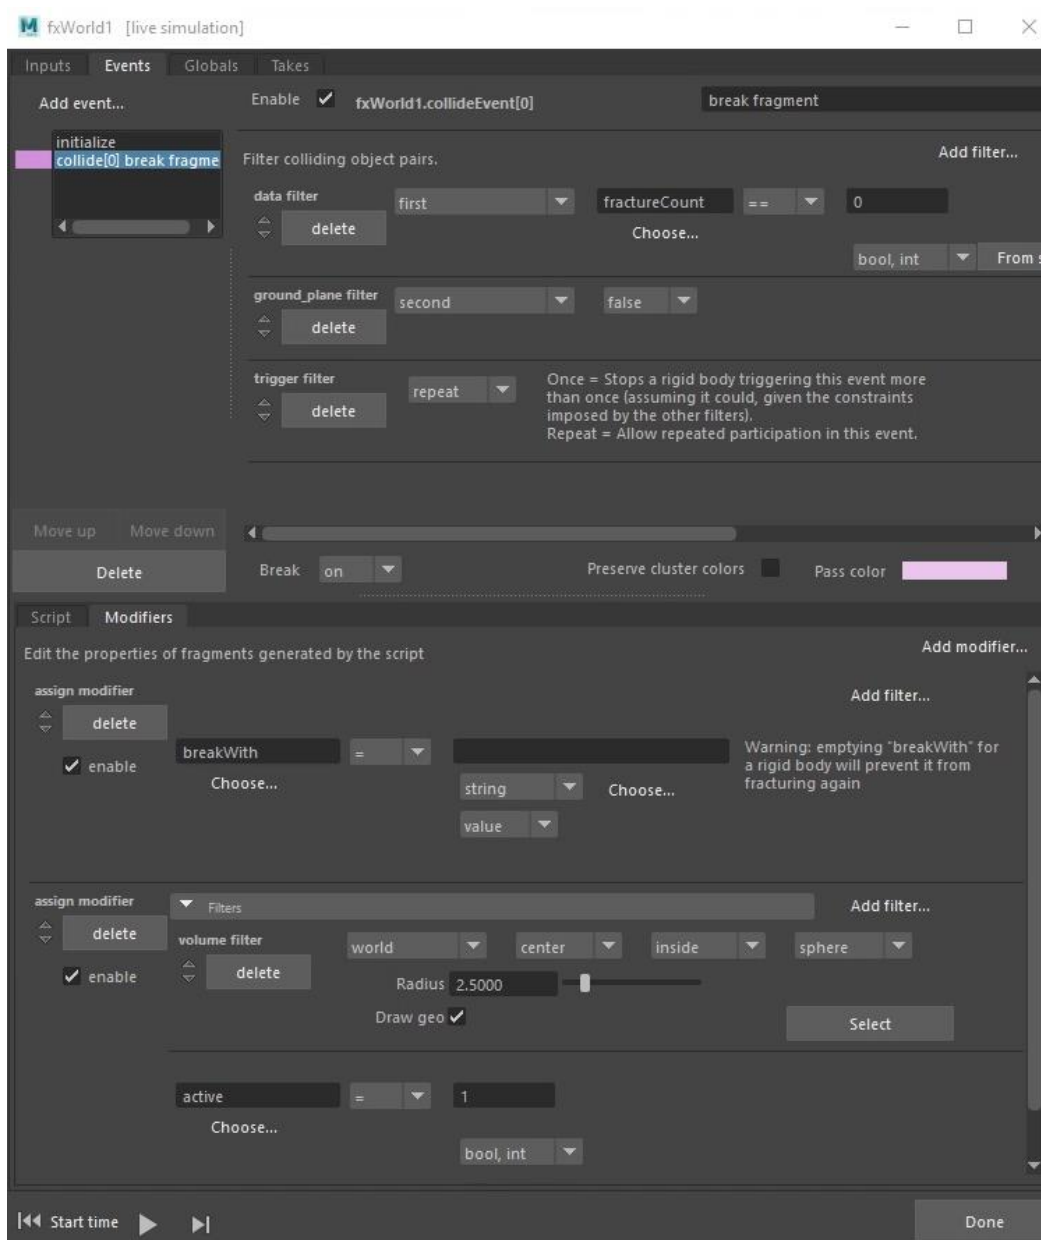 fxWorld1 [live simulation]
Inputs Events Globals Takes
Add event...
Enable fxWorld1.collideEvent[0] break fragment
initialize
collide[0] break fragme
Filter colliding object pairs.
Add filter...
data filter
first fractureCount == 0
delete
Choose...
bool, int From s
ground_plane filter
second false
delete
trigger filter
repeat
delete
Once = Stops a rigid body triggering this event more
than once (assuming it could, given the constraints
imposed by the other filters).
Repeat = Allow repeated participation in this event.
Move up Move down
Delete
Break on Preserve cluster colors Pass color
Script Modifiers
Edit the properties of fragments generated by the script
Add modifier...
assign modifier
Add filter...
delete
enable
breakWith =
Choose...
string Choose...
value
Warning: emptying "breakWith" for
a rigid body will prevent it from
fracturing again
assign modifier
Filters
Add filter...
delete
enable
volume filter
world center inside sphere
delete
Radius 2.5000
Draw geo
Select
active = 1
Choose...
bool, int
Start time
Done